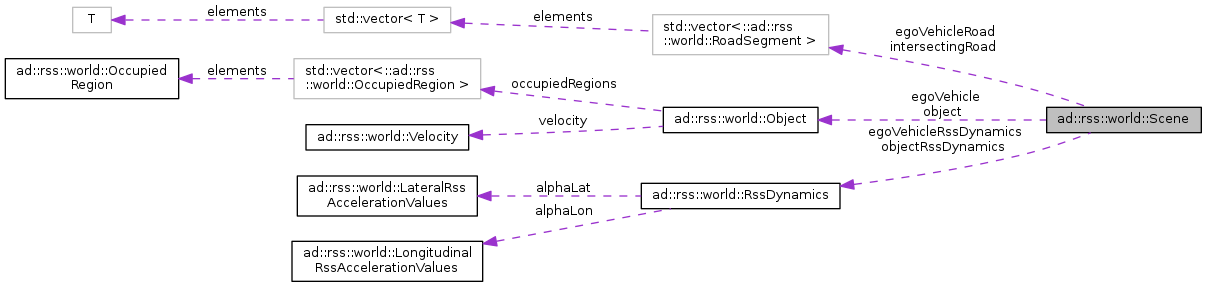 T
elements
std::vector< T >
elements
std::vector<::ad::rss
::world::RoadSegment >
egoVehicleRoad
intersectingRoad
ad::rss::world::Occupied
Region
elements
std::vector<::ad::rss
::world::OccupiedRegion >
occupiedRegions
ad::rss::world::Velocity
velocity
ad::rss::world::Object
egoVehicle
object
ad::rss::world::Scene
egoVehicleRssDynamics
objectRssDynamics
ad::rss::world::LateralRss
AccelerationValues
alphaLat
ad::rss::world::RssDynamics
alphaLon
ad::rss::world::Longitudinal
RssAccelerationValues